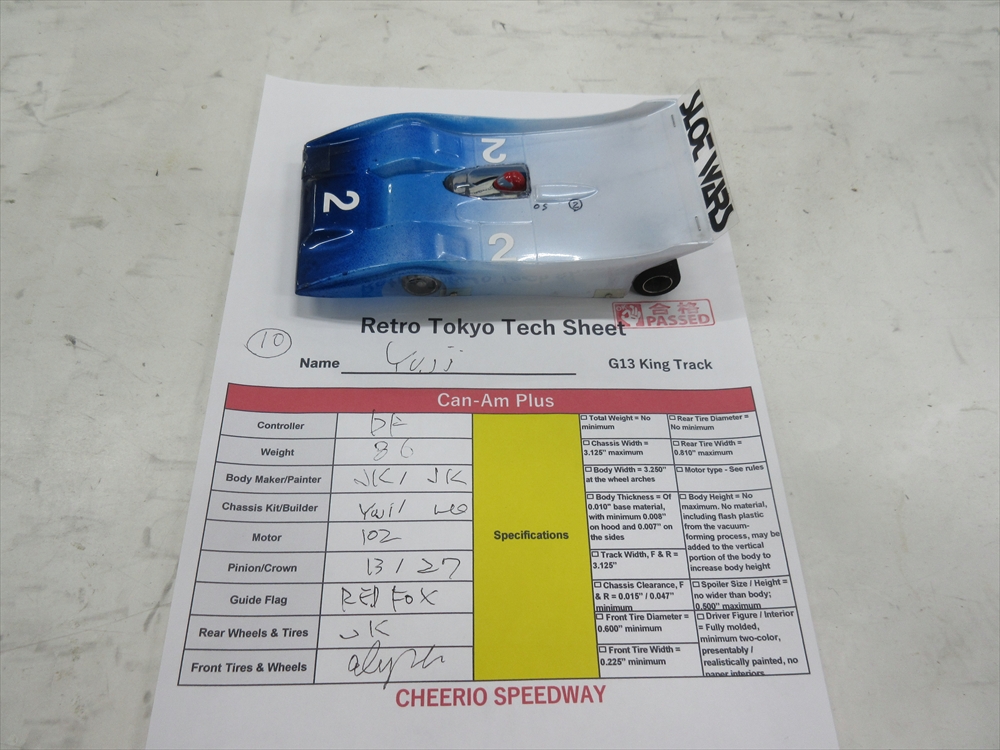 SLOT WARS
2
2
2
05 2
合格
PASSED
Retro Tokyo Tech Sheet
10
Name Yujj
G13 King Track
Can-Am Plus
Controller DF
Weight 86
Body Maker/Painter JK / JK
Chassis Kit/Builder Yuji/
Motor 102
Pinion/Crown 13 / 27
Guide Flag RED FOX
Rear Wheels & Tires JK
Front Tires & Wheels
Specifications
☐ Total Weight = No
minimum
☐ Chassis Width =
3.125" maximum
☐ Body Width = 3.250"
at the wheel arches
☐ Body Thickness = Of
0.010" base material,
with minimum 0.008"
on hood and 0.007" on
the sides
☐ Track Width, F & R =
3.125"
☐ Chassis Clearance, F
& R = 0.015" / 0.047"
minimum
☐ Front Tire Diameter =
0.600" minimum
☐ Front Tire Width =
0.225" minimum
☐ Rear Tire Diameter =
No minimum
☐ Rear Tire Width =
0.810" maximum
☐ Motor type - See rules
☐ Body Height = No
maximum. No material,
including flash plastic
from the vacuum-
forming process, may be
added to the vertical
portion of the body to
increase body height
☐ Spoiler Size / Height =
no wider than body;
0.500" maximum
☐ Driver Figure / Interior
= Fully molded,
minimum two-color,
presentably /
realistically painted, no
paper interiors
CHEERIO SPEEDWAY